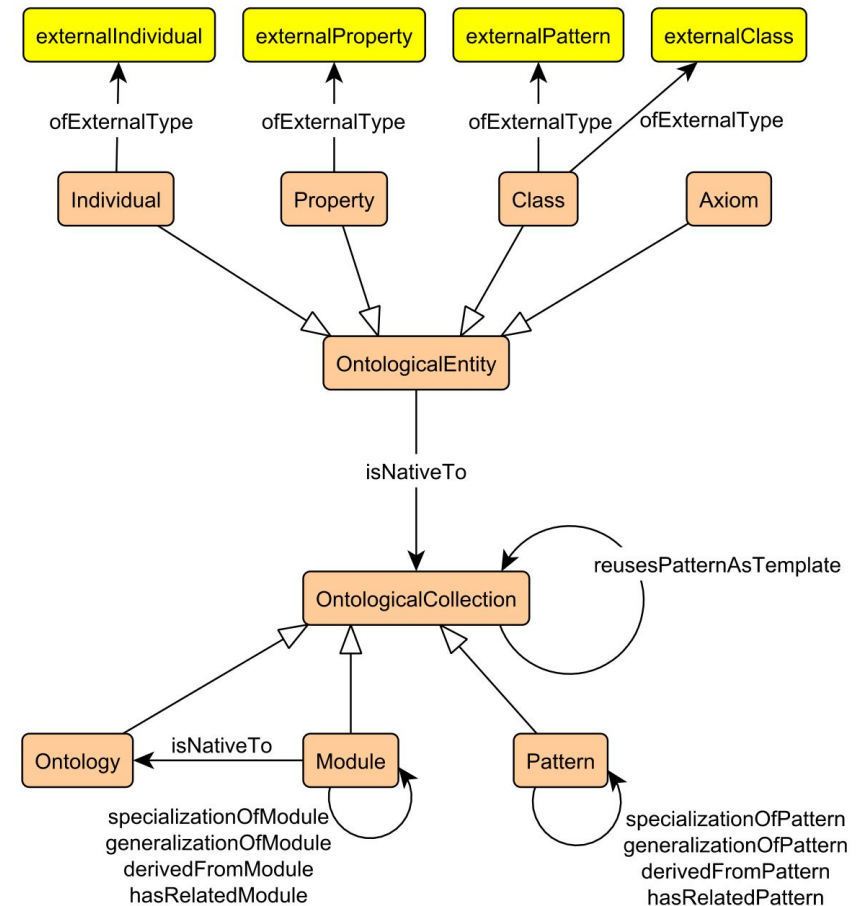 externalIndividual
externalProperty
externalPattern
externalClass
ofExternalType
ofExternalType
ofExternalType
ofExternalType
Individual
Property
Class
Axiom
OntologicalEntity
isNativeTo
reusesPatternAsTemplate
OntologicalCollection
isNativeTo
Ontology
Module
Pattern
specializationOfModule
generalizationOfModule
derivedFromModule
hasRelatedModule
specializationOfPattern
generalizationOfPattern
derivedFromPattern
hasRelatedPattern